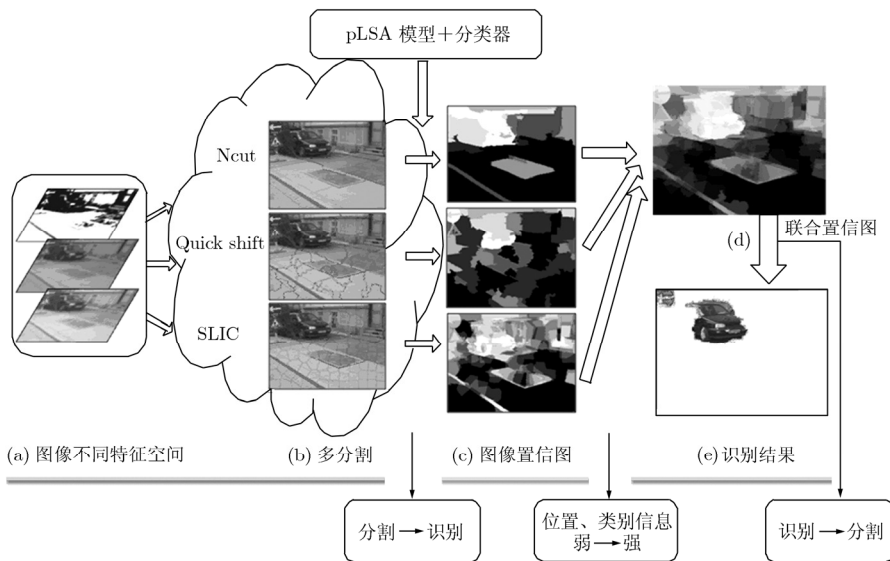 pLSA 模型＋分类器
Ncut
Quick shift
SLIC
(d)
联合置信图
(a) 图像不同特征空间
(b) 多分割
(c) 图像置信图
(e) 识别结果
分割 → 识别
位置、类别信息
弱 → 强
识别 → 分割